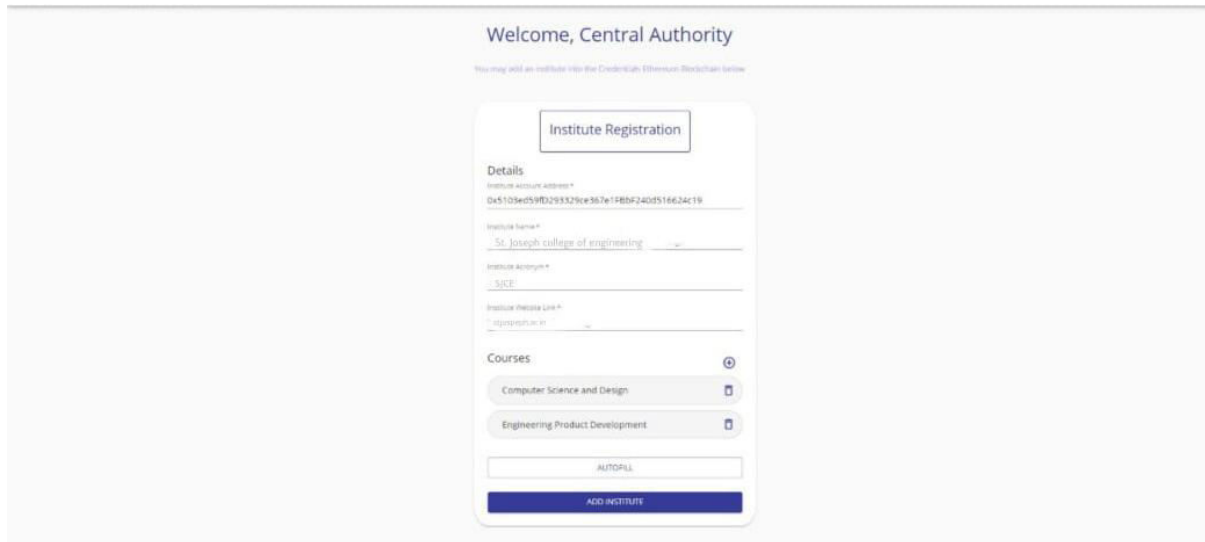 Welcome, Central Authority
You may add an institute into the Credentials Ethereum Blockchain below
Institute Registration
Details
Institute Account Address *
0x5103ed59fD293329ce367e1FBbF240d516624c19
Institute Name *
St. Joseph college of engineering
Institute Acronym *
SJCE
Institute Website Link *
Courses
Computer Science and Design
Engineering Product Development
AUTOFILL
ADD INSTITUTE